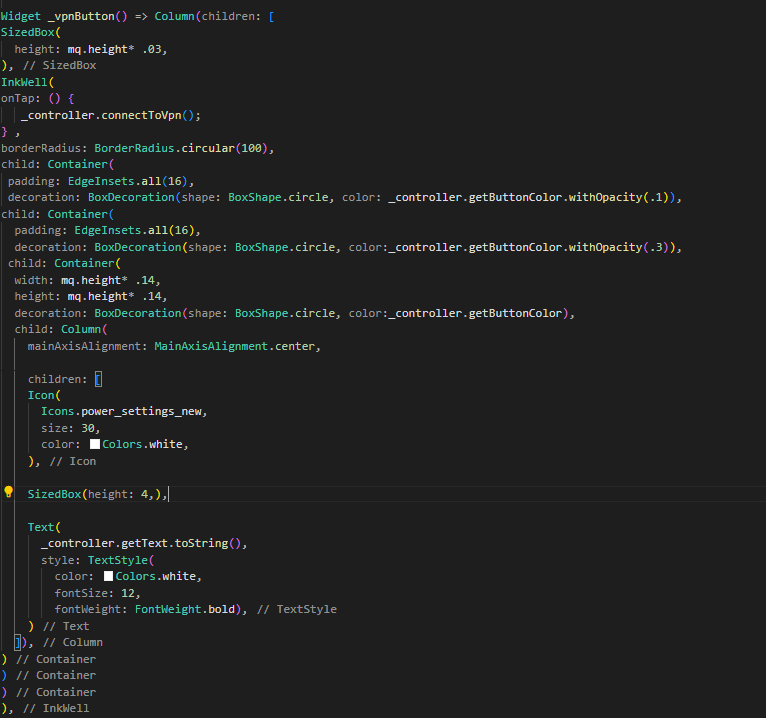 Widget _vpnButton() => Column(children: [
SizedBox(
  height: mq.height* .03,
), // SizedBox
InkWell(
onTap: () {
   _controller.connectToVpn();
} ,
borderRadius: BorderRadius.circular(100),
child: Container(
 padding: EdgeInsets.all(16),
 decoration: BoxDecoration(shape: BoxShape.circle, color: _controller.getButtonColor.withOpacity(.1)),
child: Container(
  padding: EdgeInsets.all(16),
  decoration: BoxDecoration(shape: BoxShape.circle, color:_controller.getButtonColor.withOpacity(.3)),
 child: Container(
  width: mq.height* .14,
  height: mq.height* .14,
  decoration: BoxDecoration(shape: BoxShape.circle, color:_controller.getButtonColor),
  child: Column(
    mainAxisAlignment: MainAxisAlignment.center,
    children: [
    Icon(
      Icons.power_settings_new,
      size: 30,
      color: Colors.white,
    ), // Icon
    SizedBox(height: 4,),
    Text(
      _controller.getText.toString(),
      style: TextStyle(
        color: Colors.white,
        fontSize: 12,
        fontWeight: FontWeight.bold), // TextStyle
    ) // Text
  ]), // Column
) // Container
) // Container
) // Container
), // InkWell